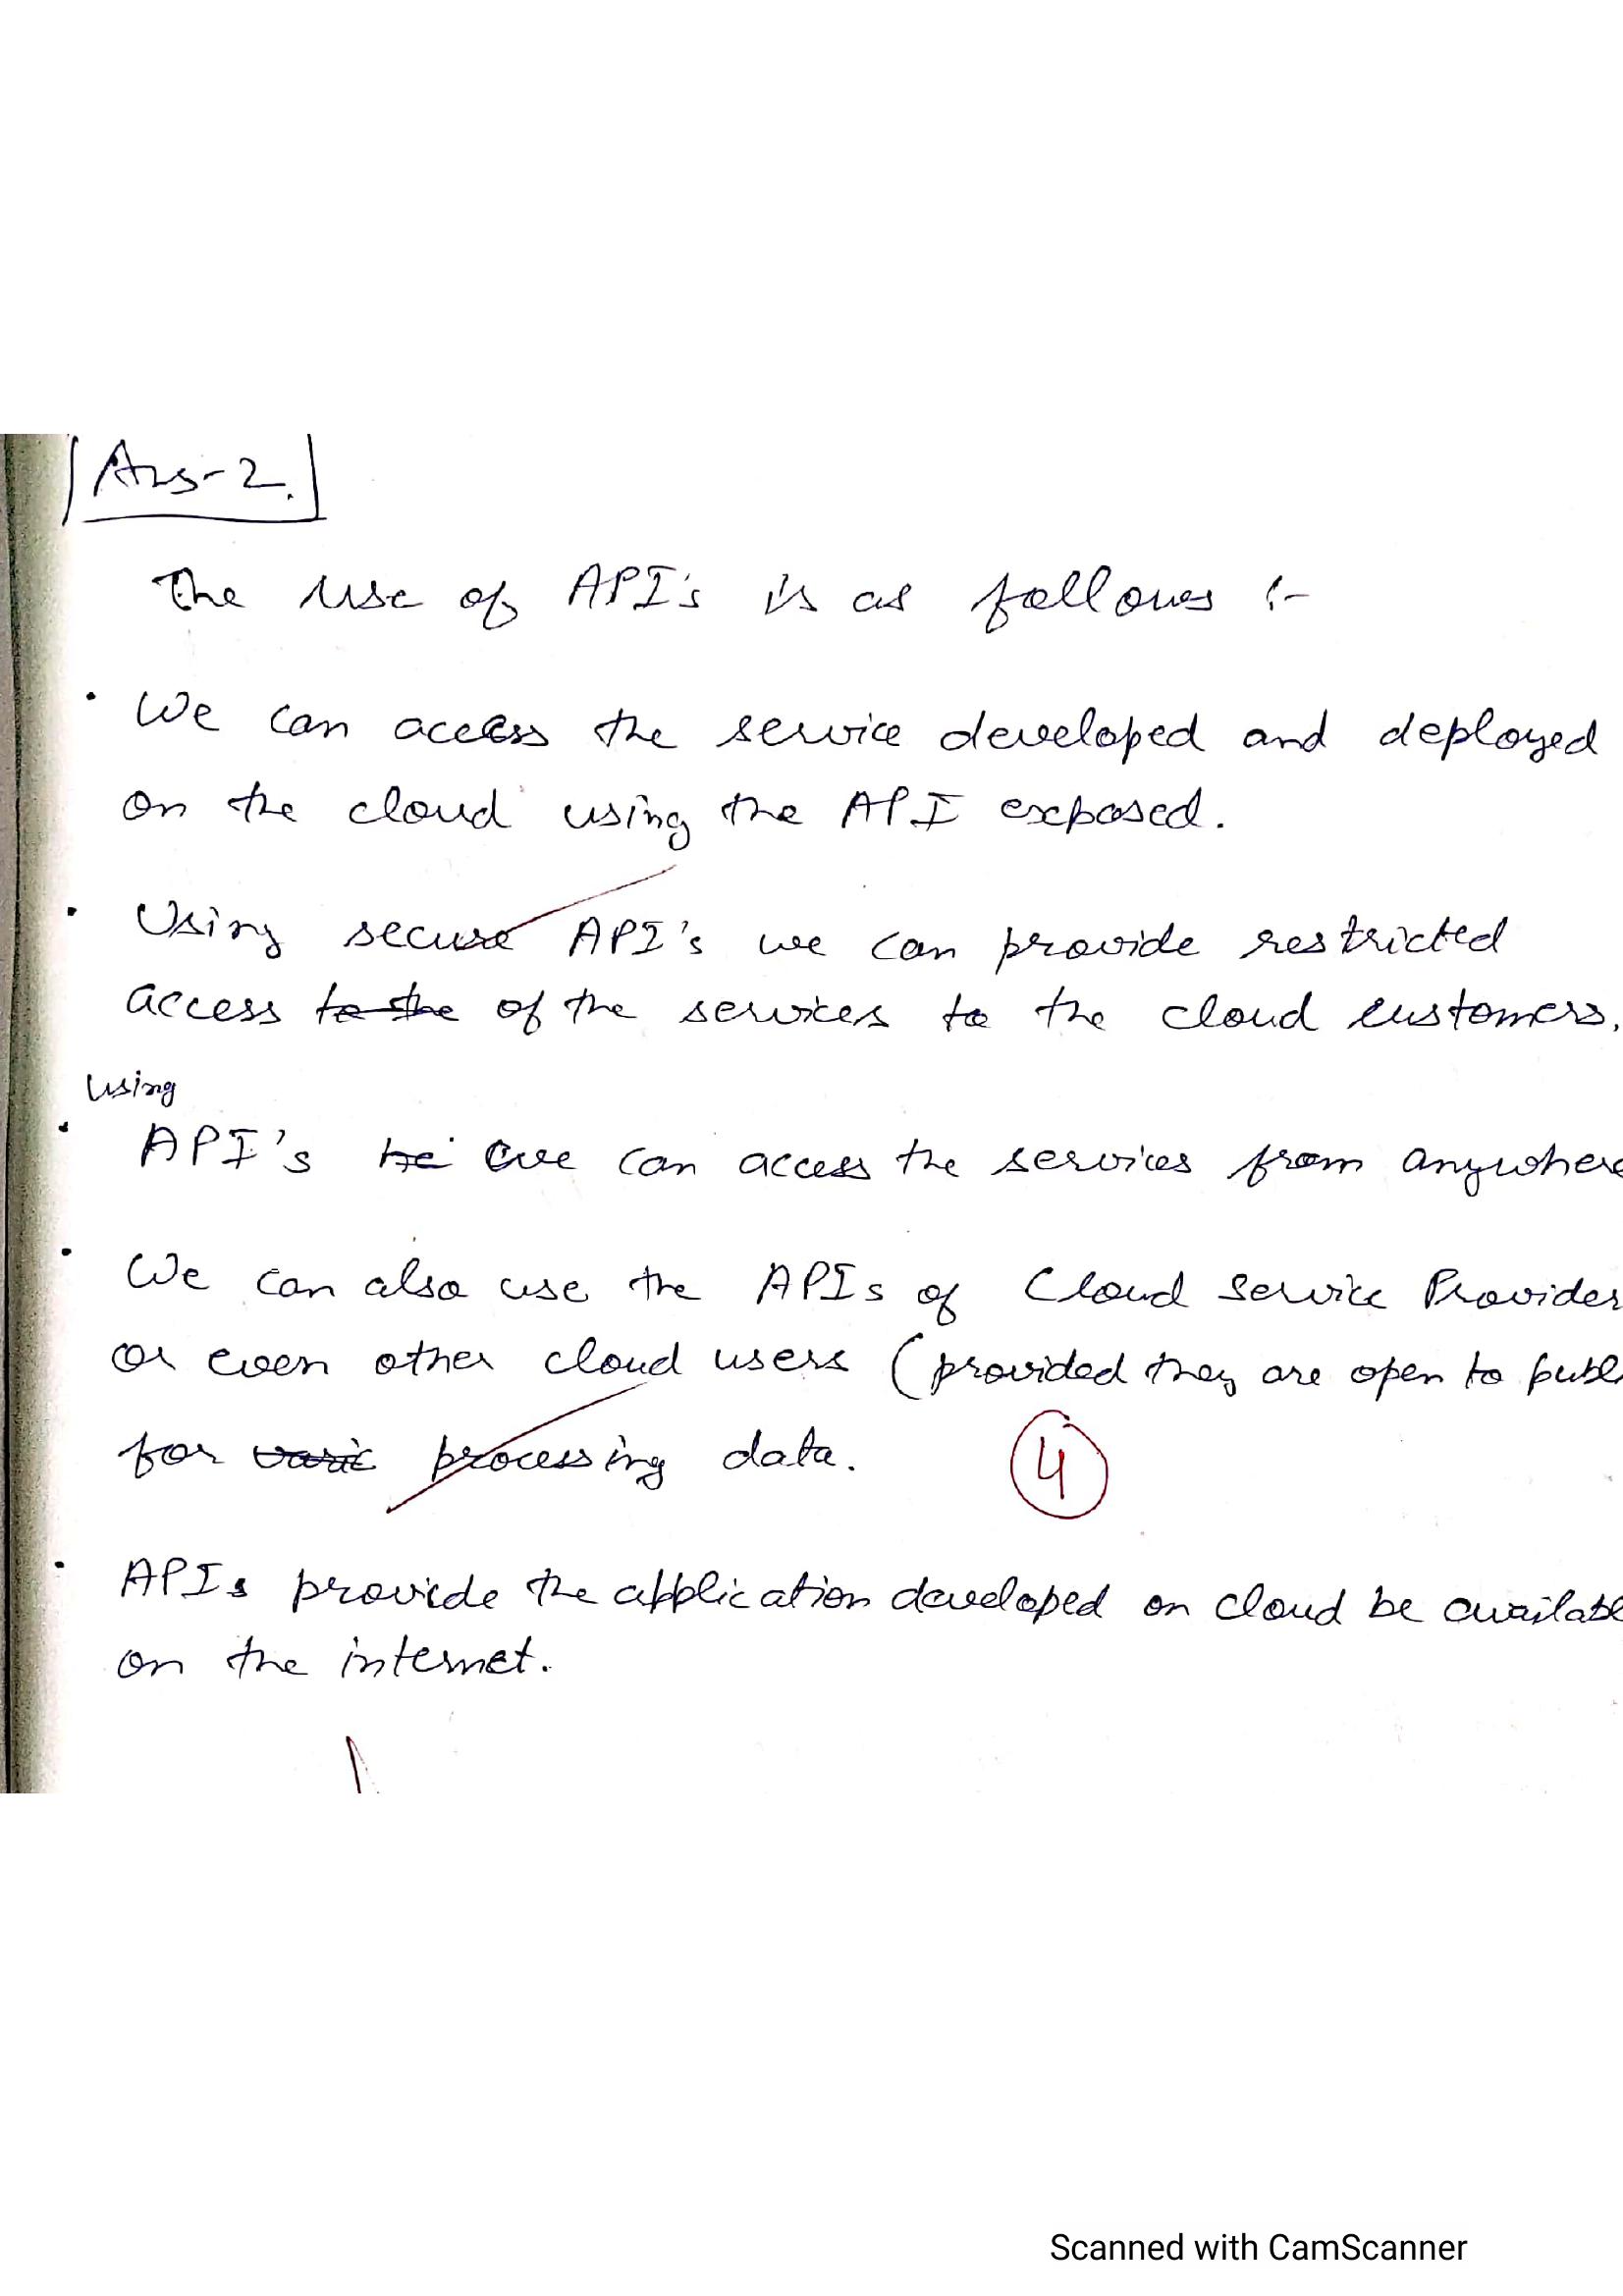 Ans-2.
The use of API's is as follows :-
• We can access the service developed and deployed
on the cloud using the API exposed.
• Using secure API's we can provide restricted
access to the of the services to the cloud customers.
using
• API's he we can access the services from anywhere
• We can also use the APIs of Cloud Service Provider
or even other cloud users (provided they are open to publ
for processing data.
4
• APIs provide the application developed on cloud be availabl
on the internet.
Scanned with CamScanner